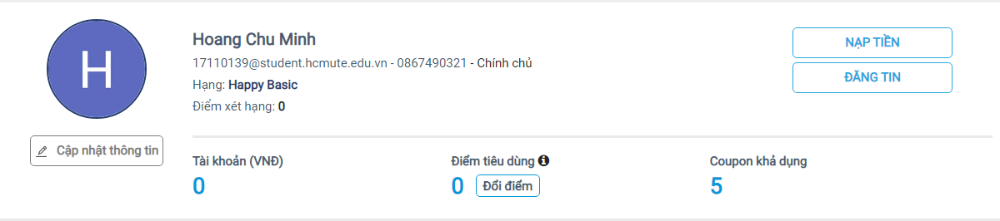 H
Hoang Chu Minh
17110139@student.hcmute.edu.vn - 0867490321 - Chính chủ
Hạng: Happy Basic
Điểm xét hạng: 0
NẠP TIỀN
ĐĂNG TIN
Cập nhật thông tin
Tài khoản (VNĐ)
0
Điểm tiêu dùng
0 Đổi điểm
Coupon khả dụng
5